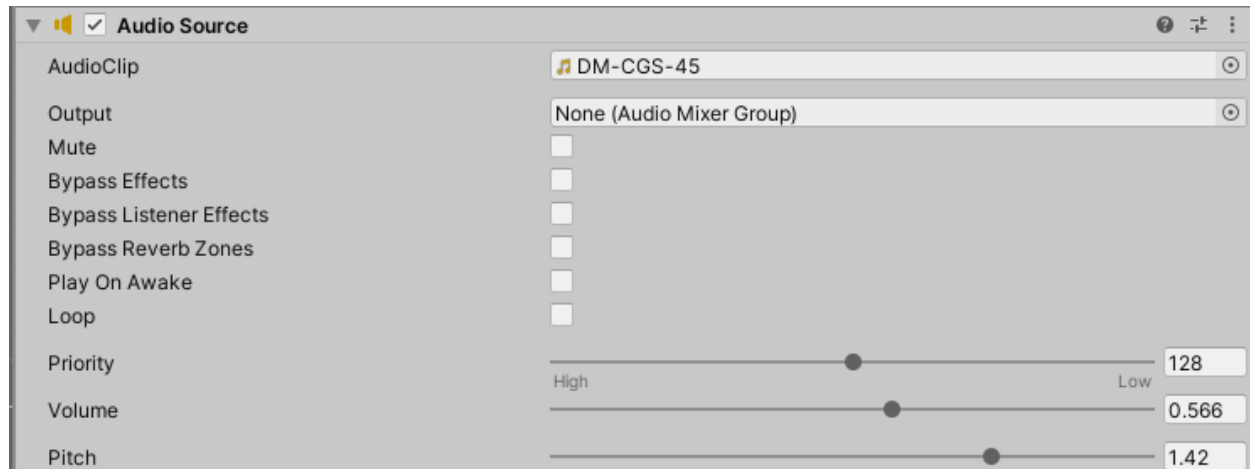 Audio Source
AudioClip DM-CGS-45
Output None (Audio Mixer Group)
Mute
Bypass Effects
Bypass Listener Effects
Bypass Reverb Zones
Play On Awake
Loop
Priority 128
High Low
Volume 0.566
Pitch 1.42